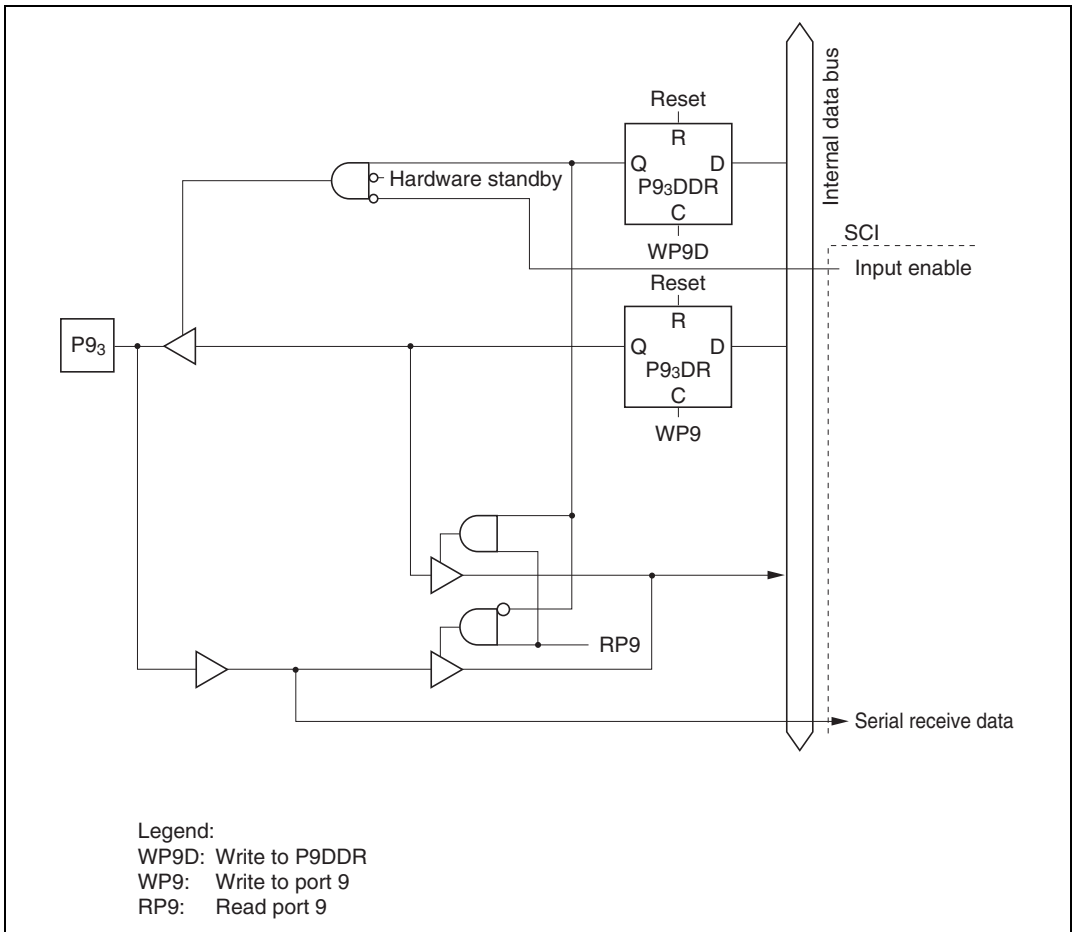 Reset
R
Q D
P9₃DDR
C
WP9D
Hardware standby
Internal data bus
SCI
Input enable
Reset
R
Q D
P9₃DR
C
WP9
P9₃
RP9
Serial receive data
Legend:
WP9D: Write to P9DDR
WP9: Write to port 9
RP9: Read port 9